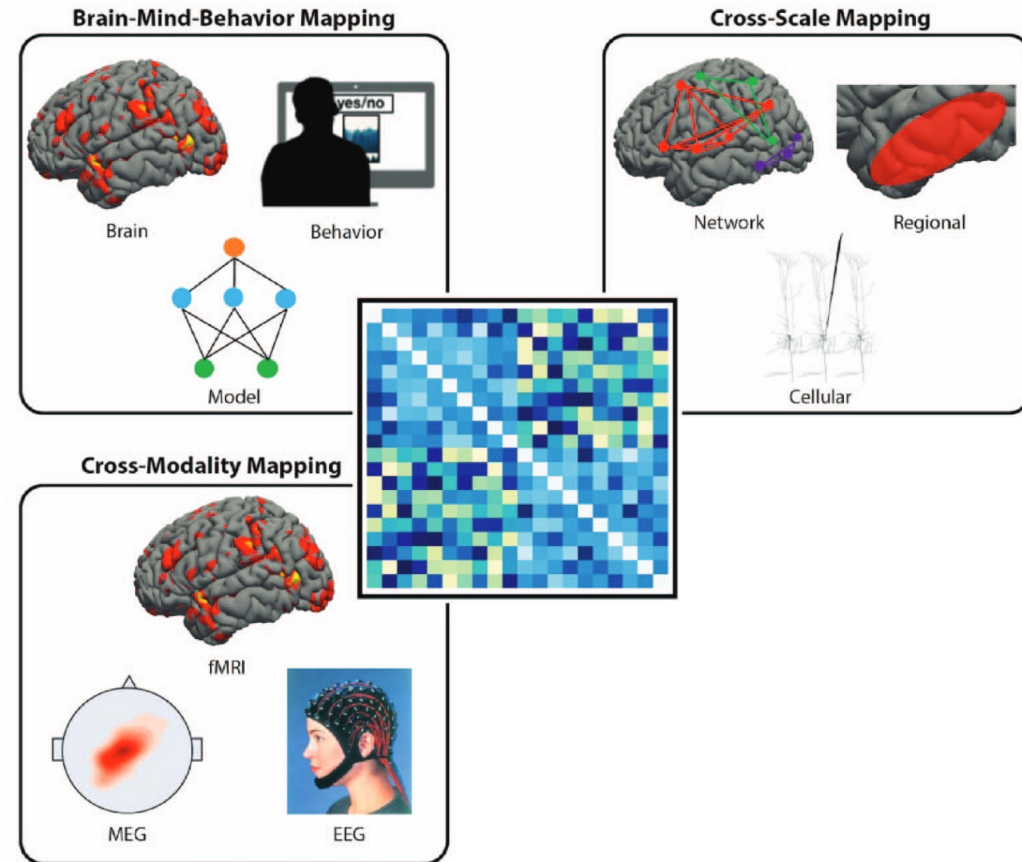 Brain-Mind-Behavior Mapping
yes/no
Brain
Behavior
Model
Cross-Scale Mapping
Network
Regional
Cellular
Cross-Modality Mapping
fMRI
MEG
EEG